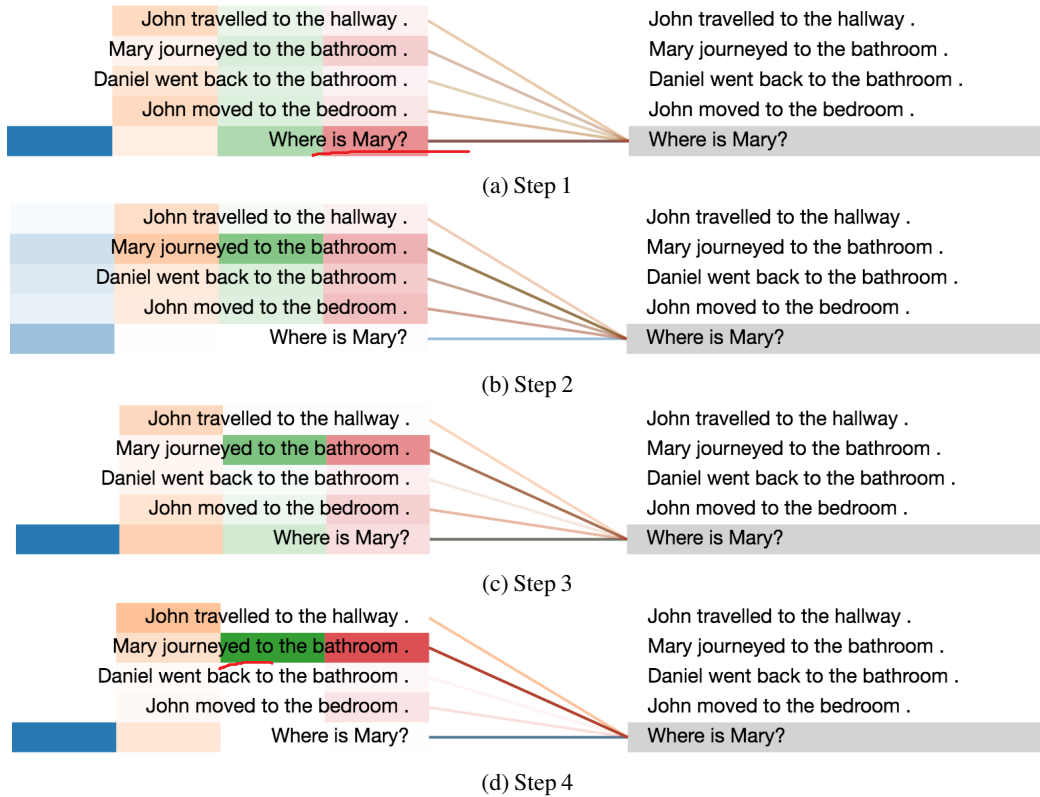 John travelled to the hallway . John travelled to the hallway .
Mary journeyed to the bathroom . Mary journeyed to the bathroom .
Daniel went back to the bathroom . Daniel went back to the bathroom .
John moved to the bedroom . John moved to the bedroom .
Where is Mary? Where is Mary?
(a) Step 1
John travelled to the hallway . John travelled to the hallway .
Mary journeyed to the bathroom . Mary journeyed to the bathroom .
Daniel went back to the bathroom . Daniel went back to the bathroom .
John moved to the bedroom . John moved to the bedroom .
Where is Mary? Where is Mary?
(b) Step 2
John travelled to the hallway . John travelled to the hallway .
Mary journeyed to the bathroom . Mary journeyed to the bathroom .
Daniel went back to the bathroom . Daniel went back to the bathroom .
John moved to the bedroom . John moved to the bedroom .
Where is Mary? Where is Mary?
(c) Step 3
John travelled to the hallway . John travelled to the hallway .
Mary journeyed to the bathroom . Mary journeyed to the bathroom .
Daniel went back to the bathroom . Daniel went back to the bathroom .
John moved to the bedroom . John moved to the bedroom .
Where is Mary? Where is Mary?
(d) Step 4